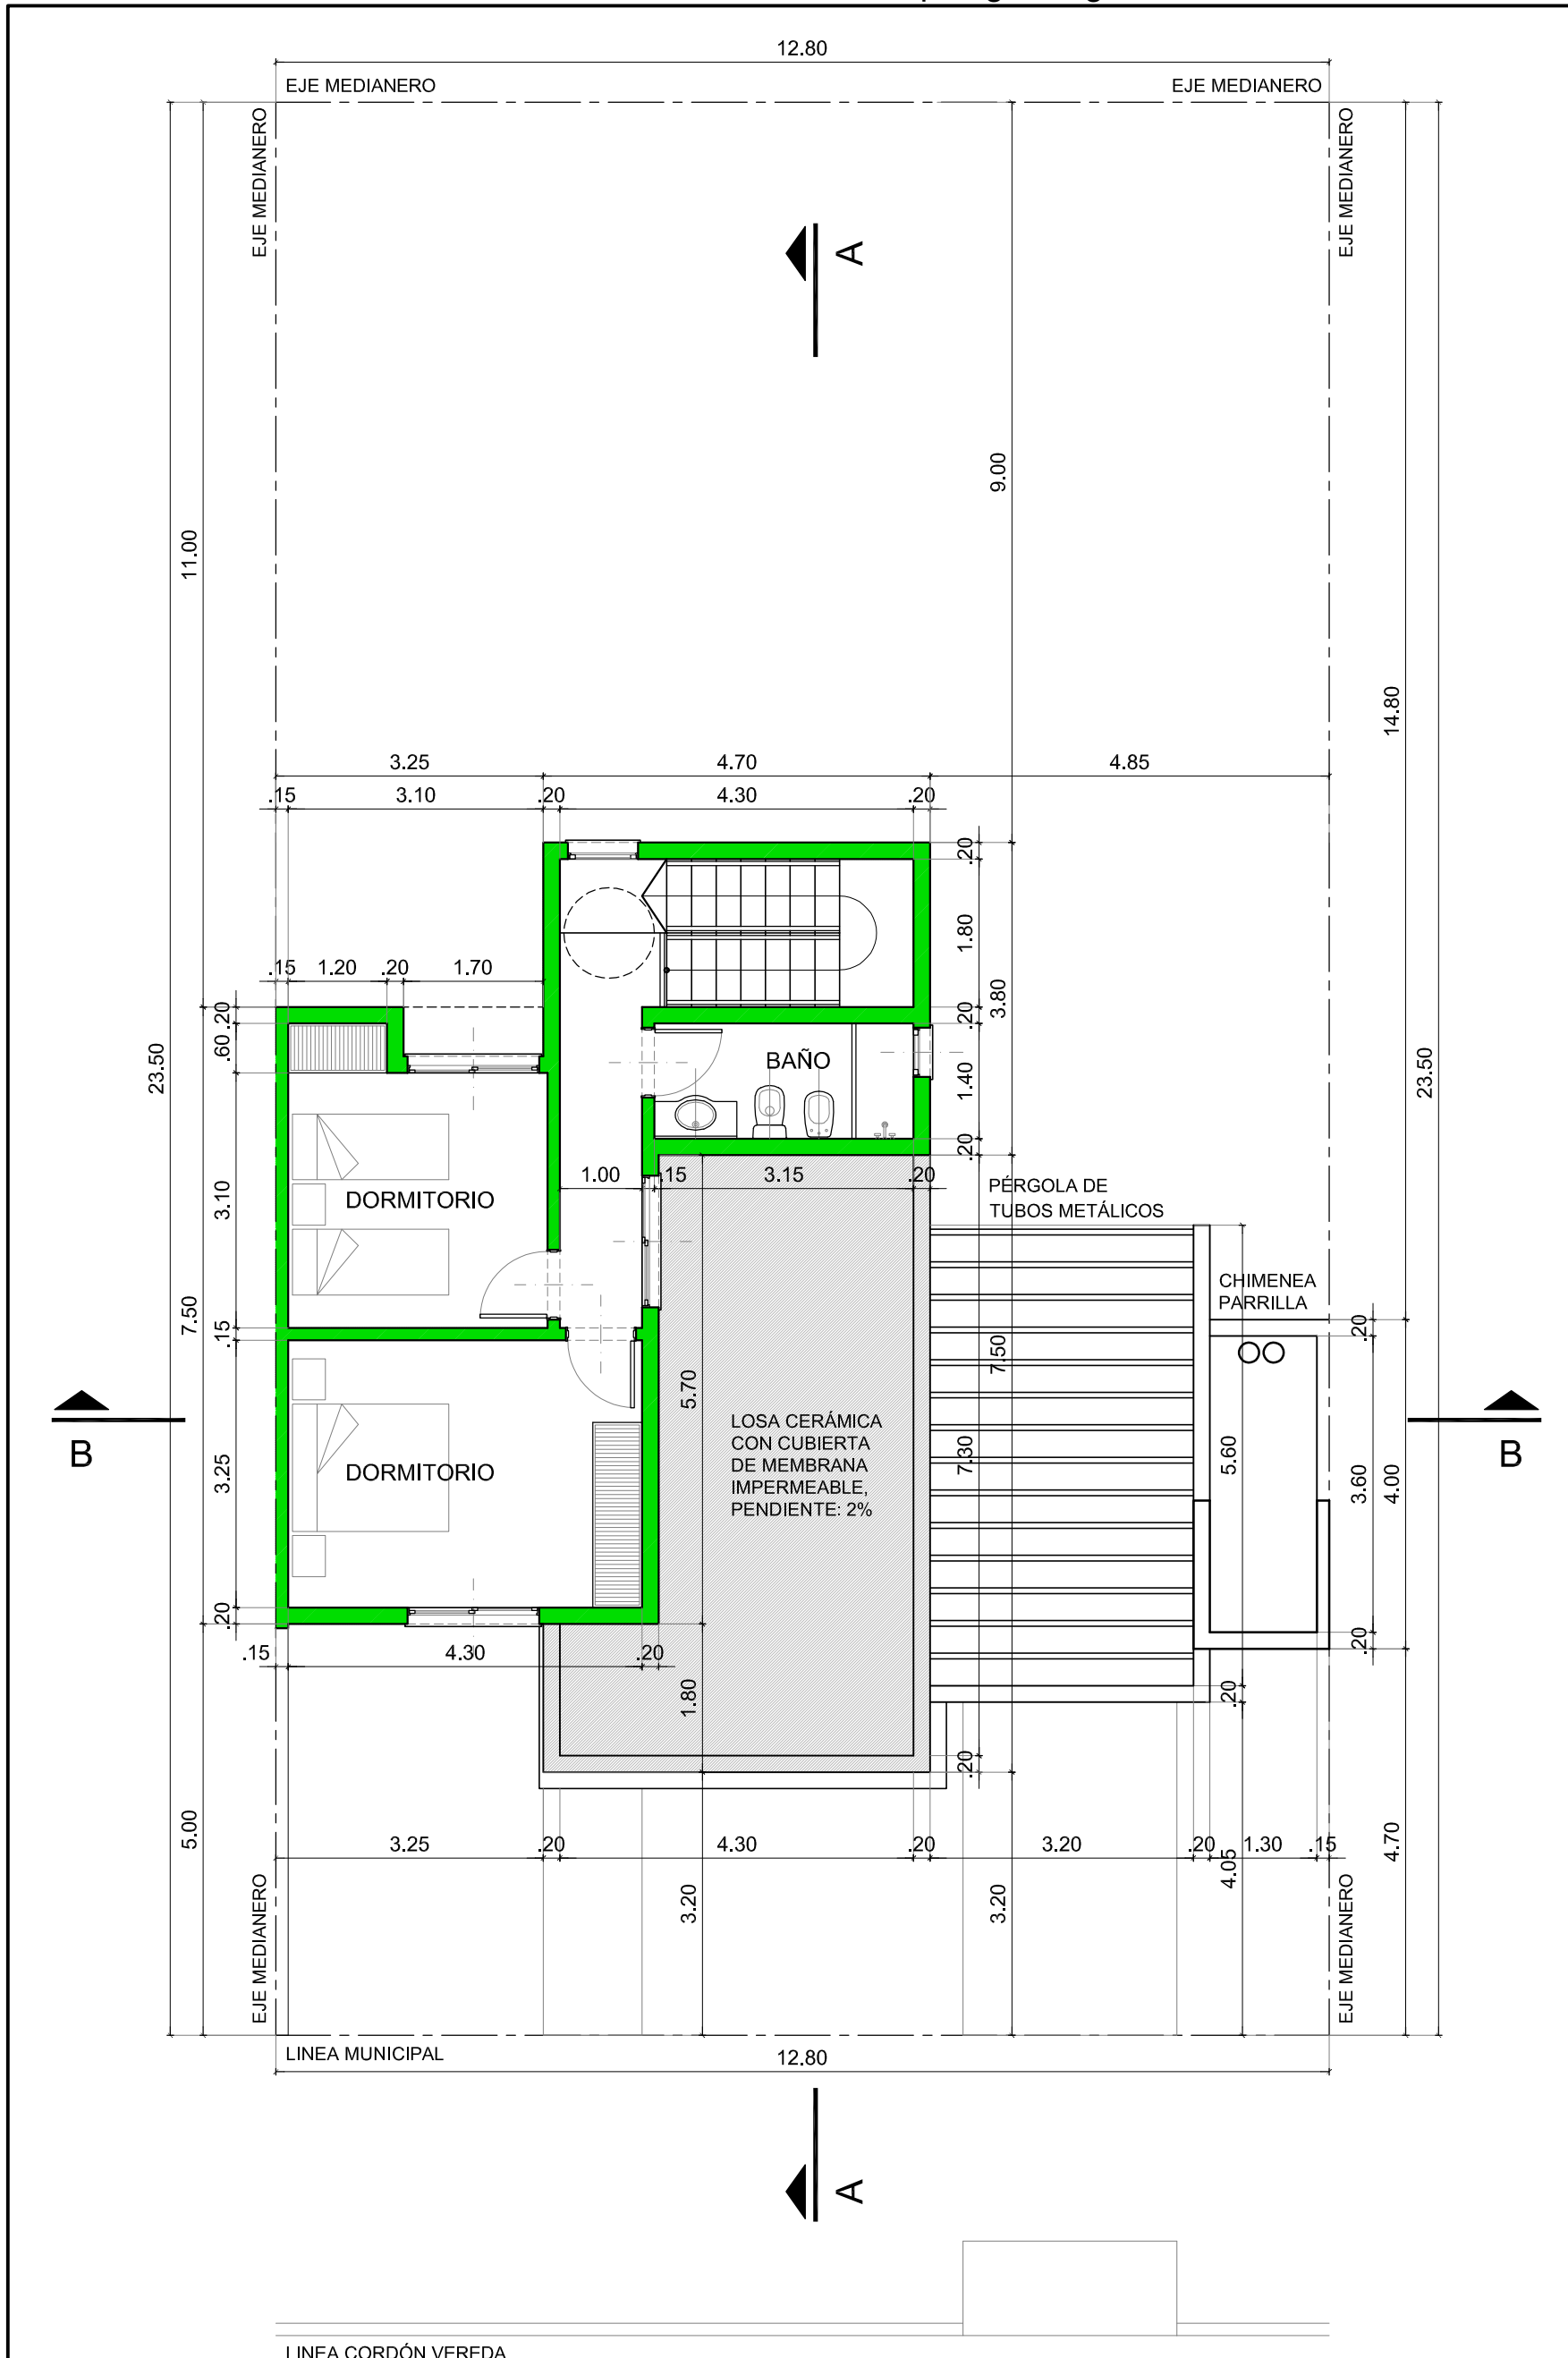 12.80
EJE MEDIANERO
EJE MEDIANERO
EJE MEDIANERO
EJE MEDIANERO
A
9.00
11.00
14.80
3.25
4.70
4.85
.15
3.10
.20
4.30
.20
.20
1.80
3.80
.15
1.20
.20
1.70
.20
.60
.20
23.50
23.50
BAÑO
1.40
.20
1.00
.15
3.15
.20
PÉRGOLA DE
TUBOS METÁLICOS
3.10
DORMITORIO
CHIMENEA
PARRILLA
7.50
.15
.20
7.50
5.70
B
LOSA CERÁMICA
CON CUBIERTA
DE MEMBRANA
IMPERMEABLE,
PENDIENTE: 2%
B
3.25
DORMITORIO
7.30
5.60
3.60
4.00
.20
.20
.15
4.30
.20
1.80
.20
.20
5.00
3.25
.20
4.30
.20
3.20
.20
1.30
.15
4.05
4.70
3.20
3.20
EJE MEDIANERO
EJE MEDIANERO
LINEA MUNICIPAL
12.80
A
LINEA CORDÓN VEREDA